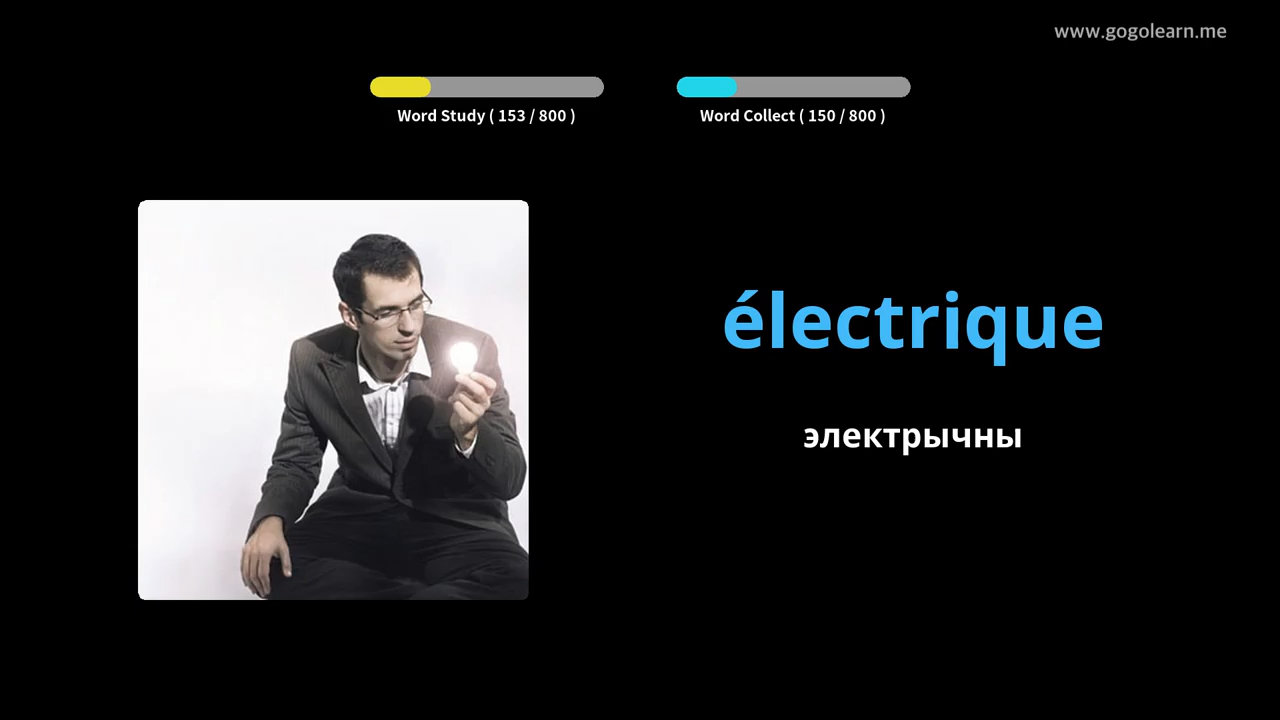 www.gogolearn.me
Word Study ( 153 / 800 )
Word Collect ( 150 / 800 )
électrique
электрычны